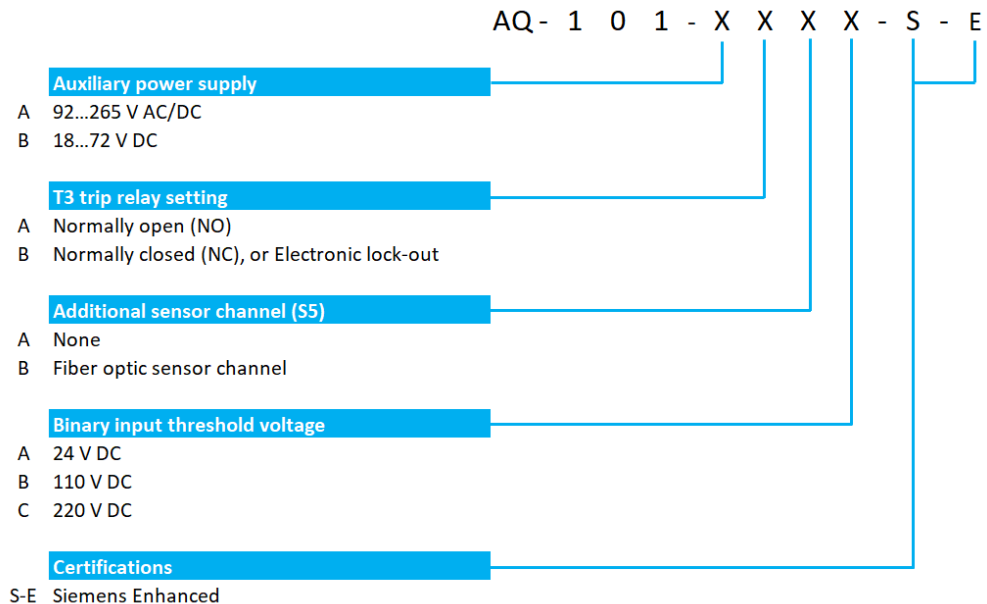 AQ - 1 0 1 - X X X X - S - E
Auxiliary power supply
A 92...265 V AC/DC
B 18...72 V DC
T3 trip relay setting
A Normally open (NO)
B Normally closed (NC), or Electronic lock-out
Additional sensor channel (S5)
A None
B Fiber optic sensor channel
Binary input threshold voltage
A 24 V DC
B 110 V DC
C 220 V DC
Certifications
S-E Siemens Enhanced